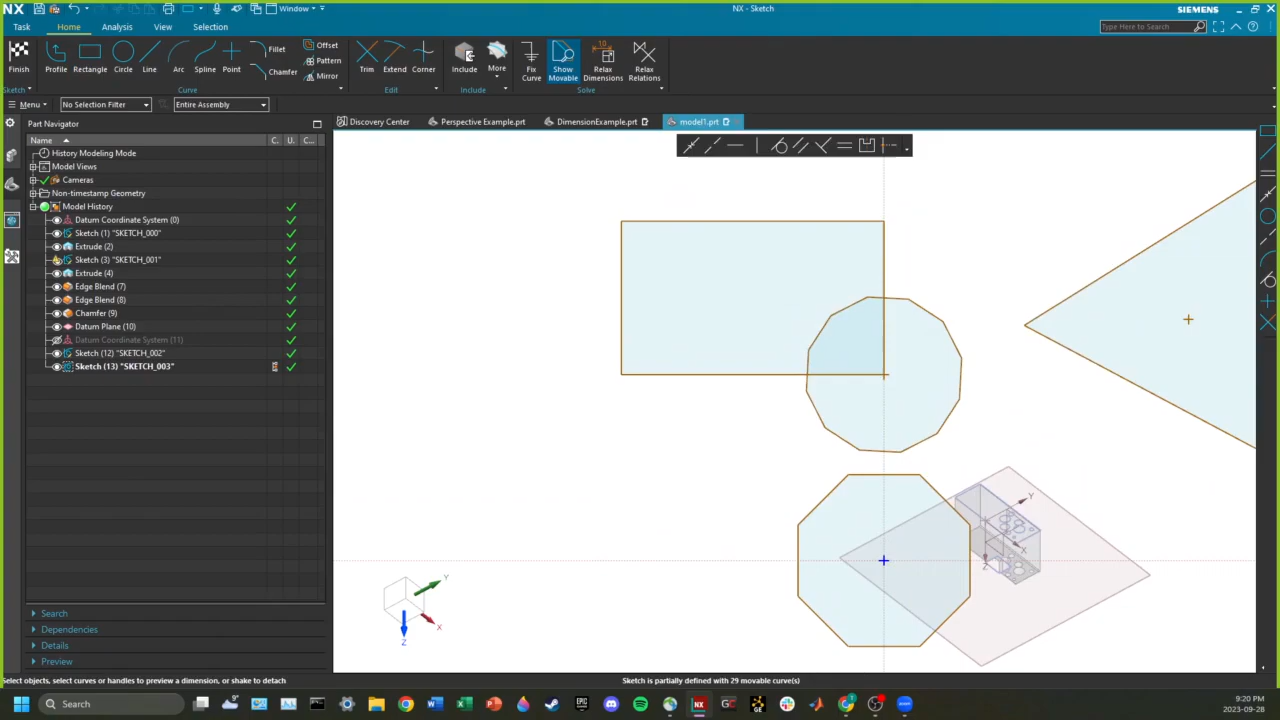 NX
Window
NX - Sketch
SIEMENS
Task
Home
Analysis
View
Selection
Type Here to Search
Finish
Profile
Rectangle
Circle
Line
Arc
Spline
Point
Fillet
Chamfer
Offset
Pattern
Mirror
Trim
Extend
Corner
Include
More
Fix Curve
Show Movable
10
Relax Dimensions
Relax Relations
Sketch
Curve
Edit
Include
Solve
Menu
No Selection Filter
Entire Assembly
Part Navigator
Discovery Center
Perspective Example.prt
DimensionExample.prt
model1.prt
Name
C.
U.
C...
History Modeling Mode
Model Views
Cameras
Non-timestamp Geometry
Model History
Datum Coordinate System (0)
Sketch (1) "SKETCH_000"
Extrude (2)
Sketch (3) "SKETCH_001"
Extrude (4)
Edge Blend (7)
Edge Blend (8)
Chamfer (9)
Datum Plane (10)
Datum Coordinate System (11)
Sketch (12) "SKETCH_002"
Sketch (13) "SKETCH_003"
Y
X
Z
Y
X
Z
Search
Dependencies
Details
Preview
Select objects, select curves or handles to preview a dimension, or shake to detach
Sketch is partially defined with 29 movable curve(s)
Search
NX
GC
GE
zoom
9:20 PM
2023-09-28